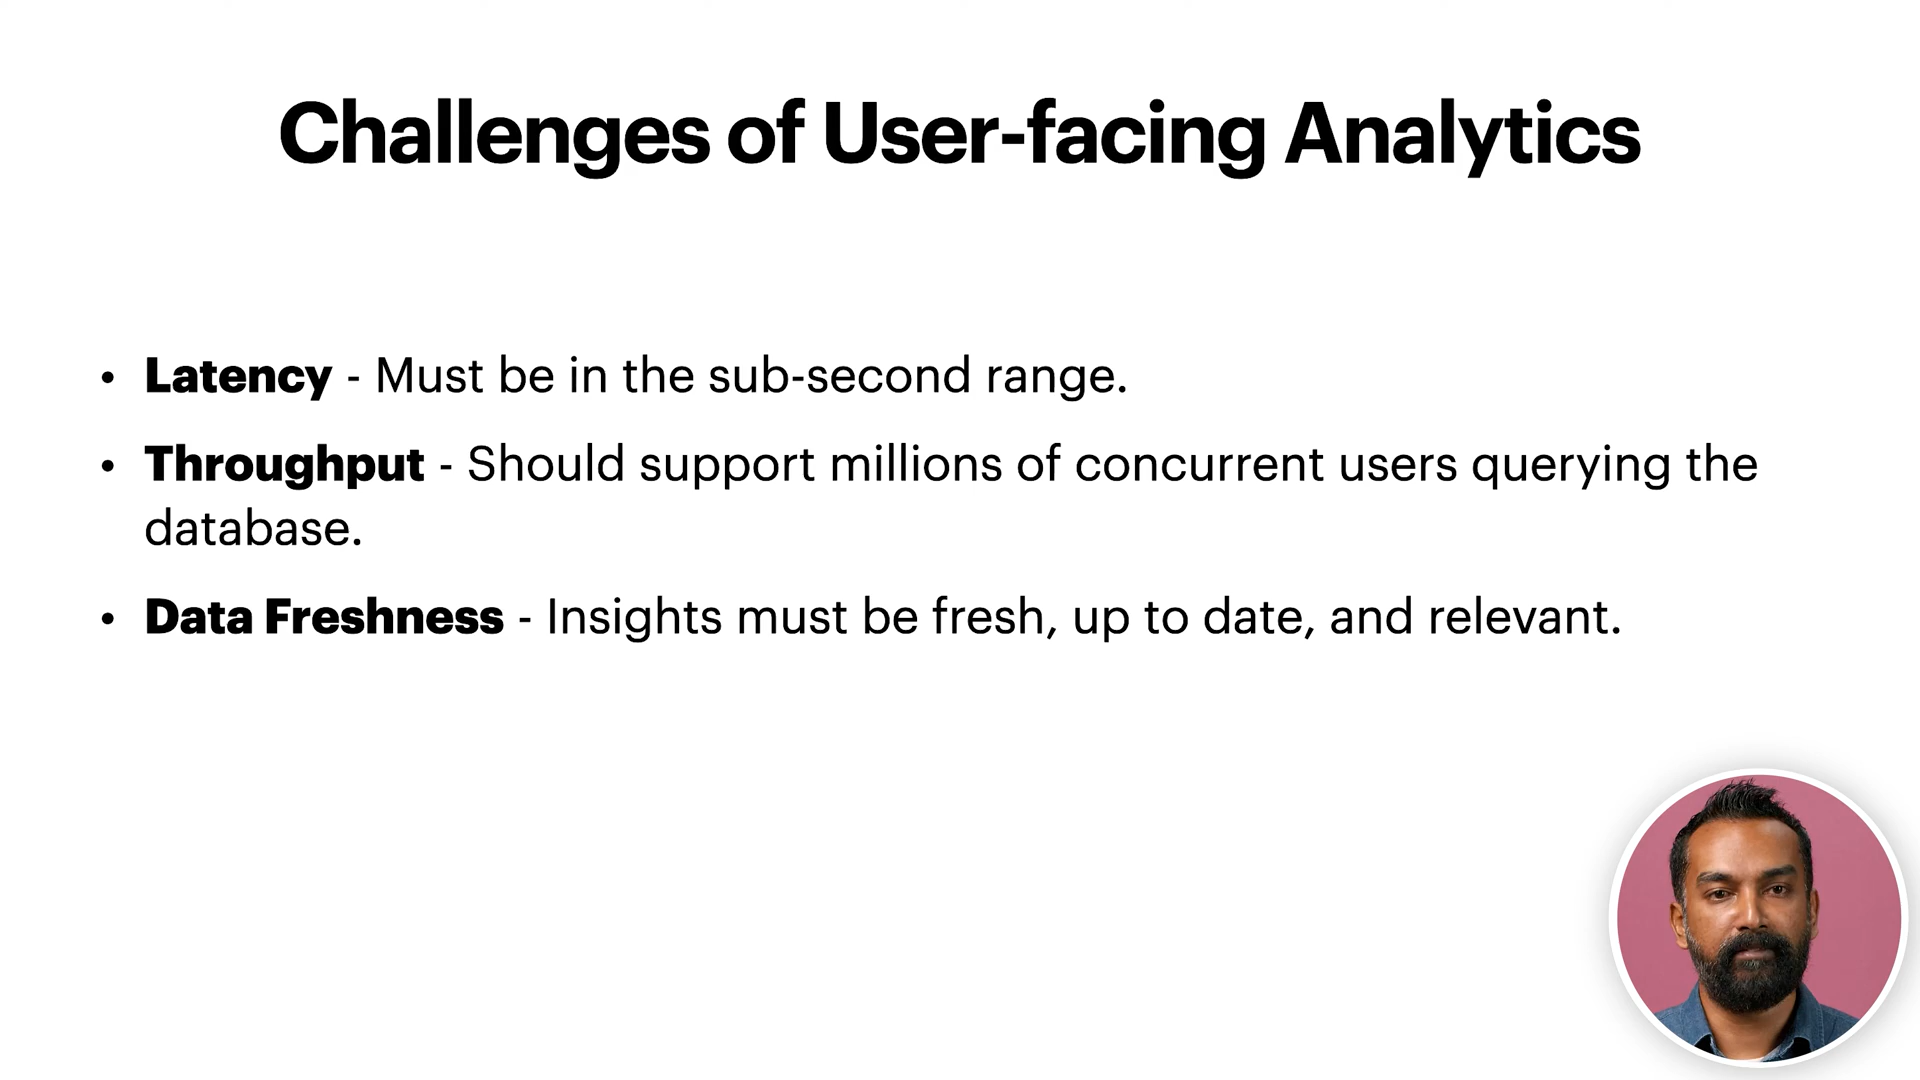 Challenges of User-facing Analytics
• Latency - Must be in the sub-second range.
• Throughput - Should support millions of concurrent users querying the
database.
• Data Freshness - Insights must be fresh, up to date, and relevant.